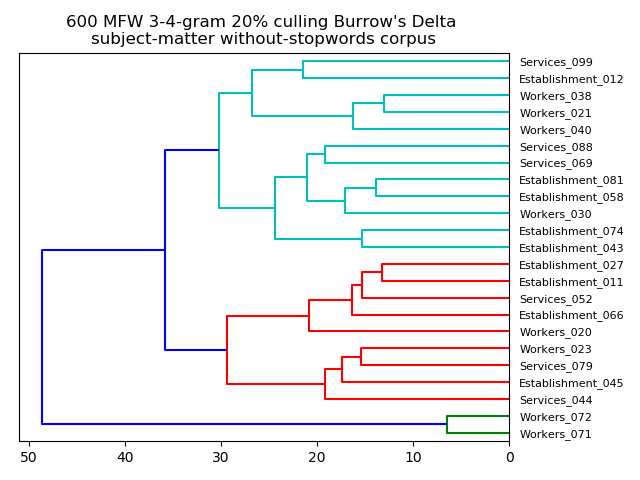 600 MFW 3-4-gram 20% culling Burrow's Delta
subject-matter without-stopwords corpus
Services_099
Establishment_012
Workers_038
Workers_021
Workers_040
Services_088
Services_069
Establishment_081
Establishment_058
Workers_030
Establishment_074
Establishment_043
Establishment_027
Establishment_011
Services_052
Establishment_066
Workers_020
Workers_023
Services_079
Establishment_045
Services_044
Workers_072
Workers_071
50 40 30 20 10 0